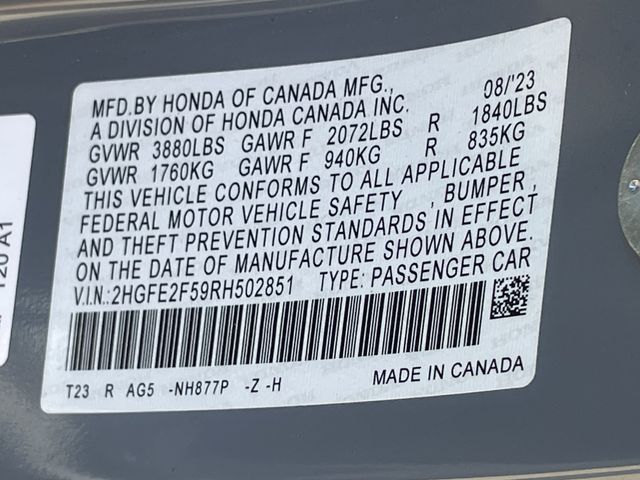 MFD.BY HONDA OF CANADA MFG., 08/'23
A DIVISION OF HONDA CANADA INC.
GVWR 3880LBS GAWR F 2072LBS R 1840LBS
GVWR 1760KG GAWR F 940KG R 835KG
THIS VEHICLE CONFORMS TO ALL APPLICABLE
FEDERAL MOTOR VEHICLE SAFETY , BUMPER,
AND THEFT PREVENTION STANDARDS IN EFFECT
ON THE DATE OF MANUFACTURE SHOWN ABOVE.
V.I.N.:2HGFE2F59RH502851 TYPE: PASSENGER CAR
T23 R AG5 -NH877P -Z -H MADE IN CANADA
T20 A1